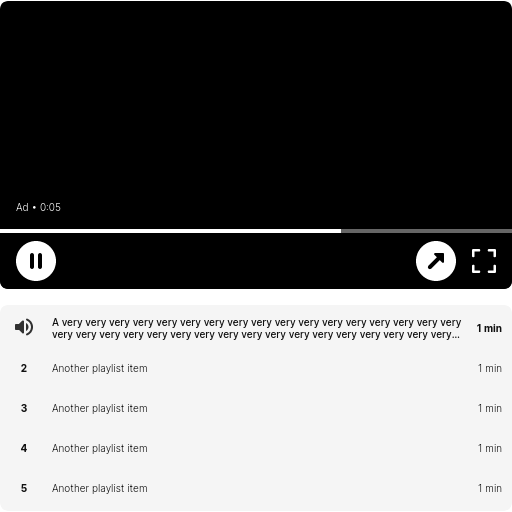 Ad • 0:05
A very very very very very very very very very very very very very very very very very
very very very very very very very very very very very very very very very very very...
1 min
2 Another playlist item 1 min
3 Another playlist item 1 min
4 Another playlist item 1 min
5 Another playlist item 1 min